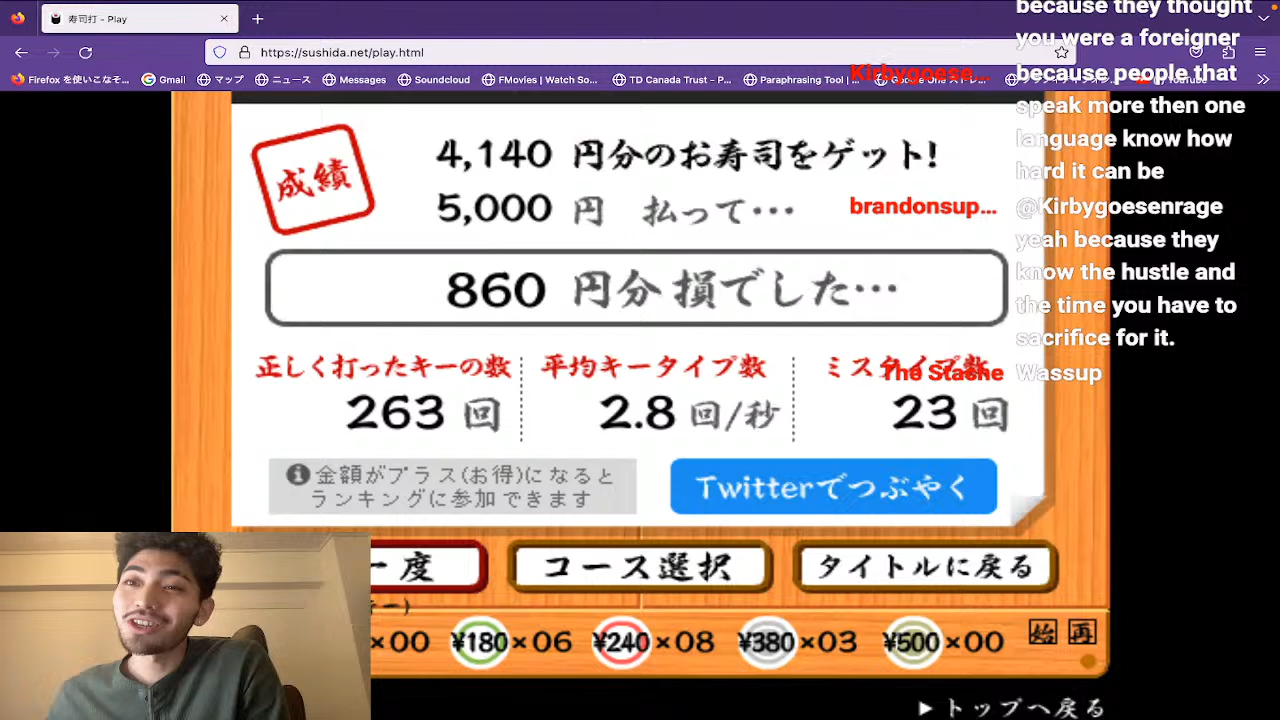 寿司打 - Play
https://sushida.net/play.html
Firefox を使いこなそ…
Gmail
マップ
ニュース
Messages
Soundcloud
FMovies | Watch So…
TD Canada Trust - P…
Paraphrasing Tool |…
because they thought
you were a foreigner
Kirbygoese… because people that
speak more then one
language know how
hard it can be
brandonsup… @Kirbygoesenrage
yeah because they
know the hustle and
the time you have to
sacrifice for it.
The Stache Wassup
成績
4,140 円分のお寿司をゲット!
5,000 円 払って…
860 円分 損でした…
正しく打ったキーの数
263 回
平均キータイプ数
2.8 回/秒
ミスタイプ数
23 回
金額がプラス(お得)になると
ランキングに参加できます
Twitterでつぶやく
一度
コース選択
タイトルに戻る
×00 ¥180×06 ¥240×08 ¥380×03 ¥500×00
始 再
▶トップへ戻る